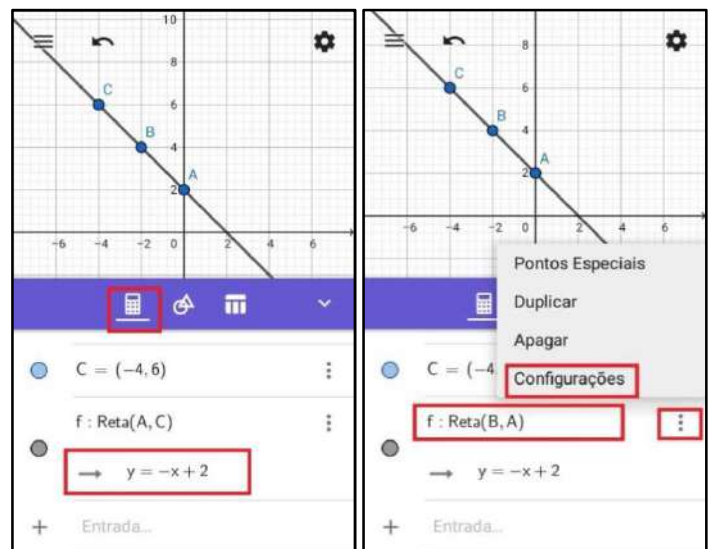 10
8
C
6
B
4
A
2
-6
-4
-2
0
2
4
6
C = (-4, 6)
f : Reta(A, C)
y = -x + 2
+ Entrada...
8
C
6
B
4
A
2
-6
-4
-2
0
2
4
6
Pontos Especiais
Duplicar
Apagar
Configurações
C = (-4
f : Reta(B, A)
y = -x + 2
+ Entrada...